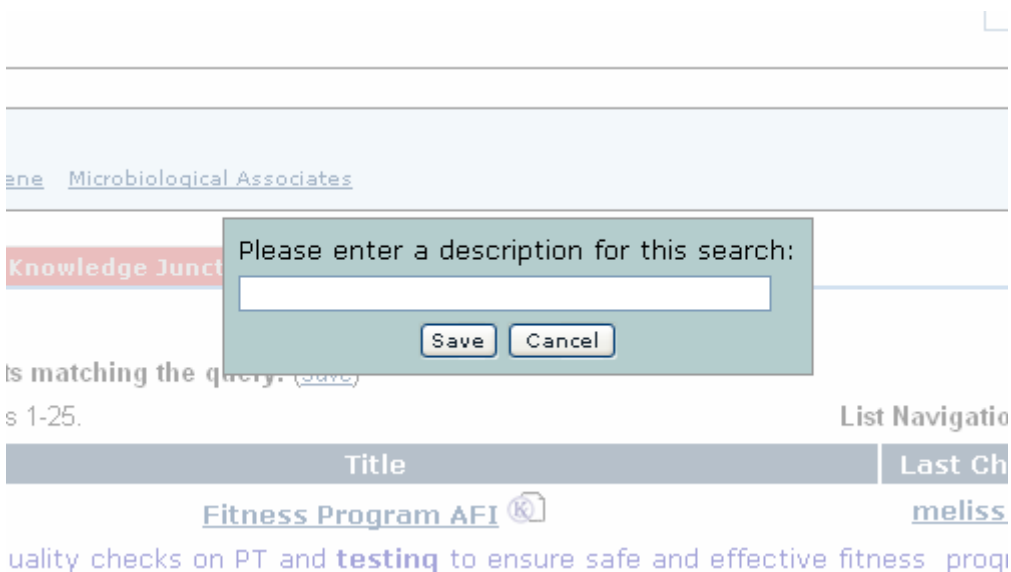 ene Microbiological Associates
Please enter a description for this search:
Knowledge Junct
Save Cancel
ts matching the query. (Save)
s 1-25.
List Navigatio
Title Last Ch
Fitness Program AFI K meliss
uality checks on PT and testing to ensure safe and effective fitness progr